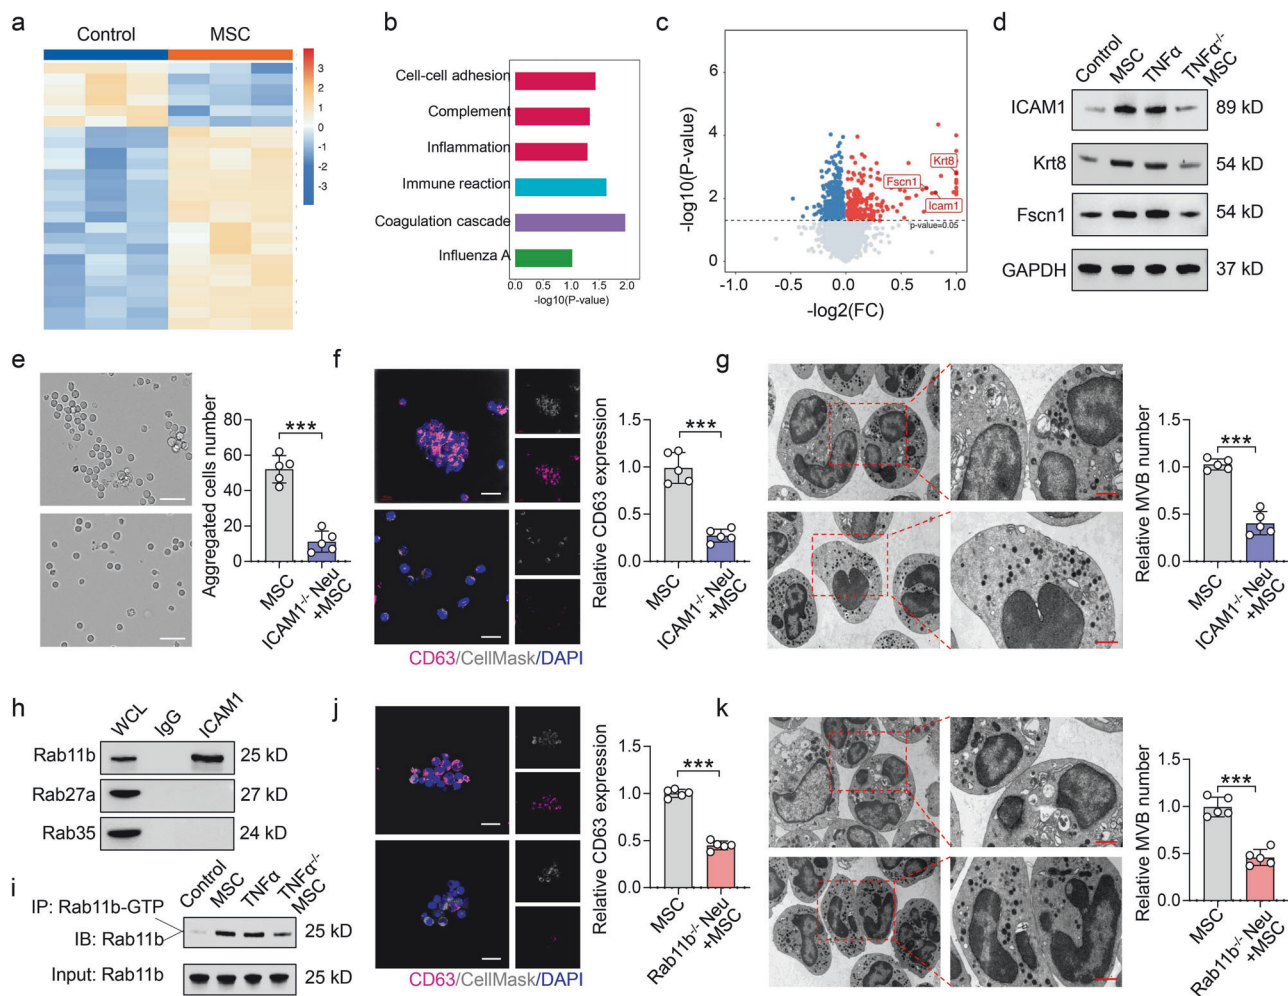 a
Control MSC
3
2
1
0
-1
-2
-3
b
Cell-cell adhesion
Complement
Inflammation
Immune reaction
Coagulation cascade
Influenza A
0.0 0.5 1.0 1.5 2.0
-log10(P-value)
c
-log10(P-value)
6
4
2
0
Krt8
Fscn1
Icam1
p-value=0.05
-1.0 -0.5 0.0 0.5 1.0
-log2(FC)
d
Control MSC TNFα TNFα-/- MSC
ICAM1 89 kD
Krt8 54 kD
Fscn1 54 kD
GAPDH 37 kD
e
Aggregated cells number
80
60
40
20
0
***
MSC
ICAM1-/- Neu
+MSC
f
CD63/CellMask/DAPI
Relative CD63 expression
1.5
1.0
0.5
0
***
MSC
ICAM1-/- Neu
+MSC
g
Relative MVB number
1.5
1.0
0.5
0
***
MSC
ICAM1-/- Neu
+MSC
h
WCL IgG ICAM1
Rab11b 25 kD
Rab27a 27 kD
Rab35 24 kD
i
Control MSC TNFα TNFα-/- MSC
IP: Rab11b-GTP
IB: Rab11b 25 kD
Input: Rab11b 25 kD
j
CD63/CellMask/DAPI
Relative CD63 expression
1.5
1.0
0.5
0
***
MSC
Rab11b-/- Neu
+MSC
k
Relative MVB number
1.5
1.0
0.5
0
***
MSC
Rab11b-/- Neu
+MSC